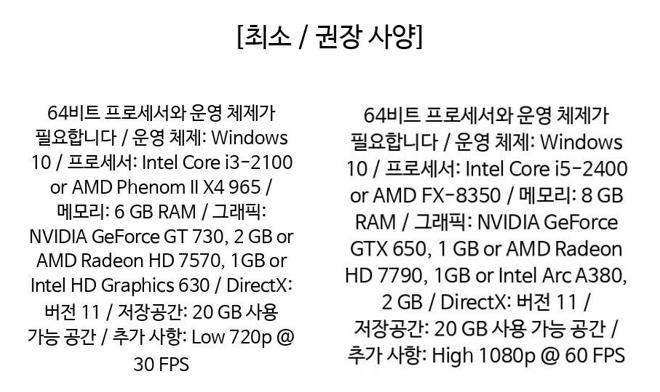 [최소 / 권장 사양]
64비트 프로세서와 운영 체제가
필요합니다 / 운영 체제: Windows
10 / 프로세서: Intel Core i3-2100
or AMD Phenom II X4 965 /
메모리: 6 GB RAM / 그래픽:
NVIDIA GeForce GT 730, 2 GB or
AMD Radeon HD 7570, 1GB or
Intel HD Graphics 630 / DirectX:
버전 11 / 저장공간: 20 GB 사용
가능 공간 / 추가 사항: Low 720p @
30 FPS
64비트 프로세서와 운영 체제가
필요합니다 / 운영 체제: Windows
10 / 프로세서: Intel Core i5-2400
or AMD FX-8350 / 메모리: 8 GB
RAM / 그래픽: NVIDIA GeForce
GTX 650, 1 GB or AMD Radeon
HD 7790, 1GB or Intel Arc A380,
2 GB / DirectX: 버전 11 /
저장공간: 20 GB 사용 가능 공간 /
추가 사항: High 1080p @ 60 FPS